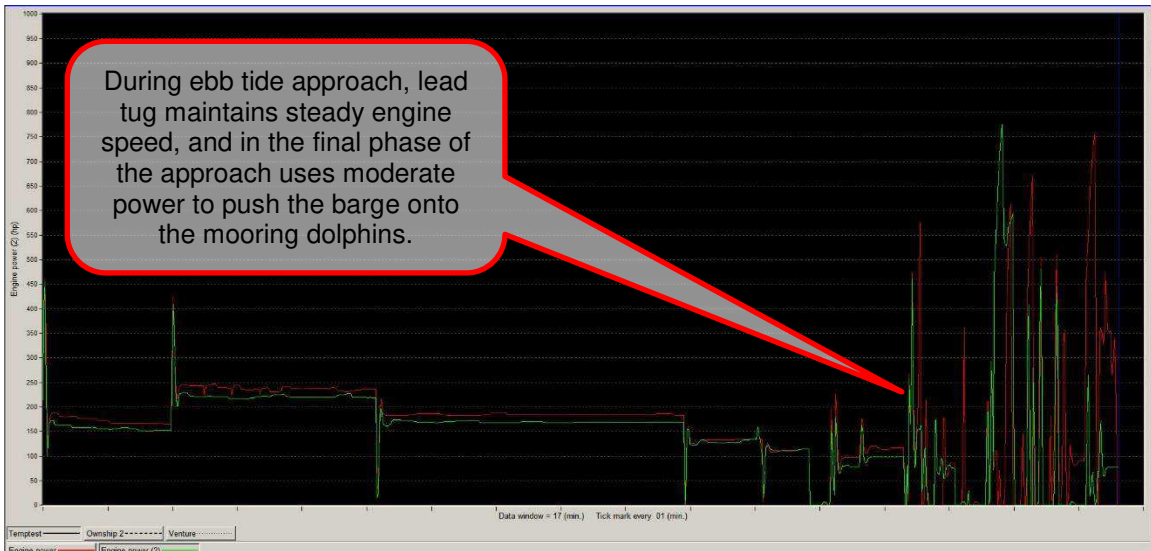 1000
950
900
850
800
750
700
650
600
550
500
450
400
350
300
250
200
150
100
50
0
Engine power (2) (hp)
During ebb tide approach, lead
tug maintains steady engine
speed, and in the final phase of
the approach uses moderate
power to push the barge onto
the mooring dolphins.
Data window = 17 (min.) Tick mark every 01 (min.)
Temptest Ownship 2 Venture
Engine power Engine power (2)